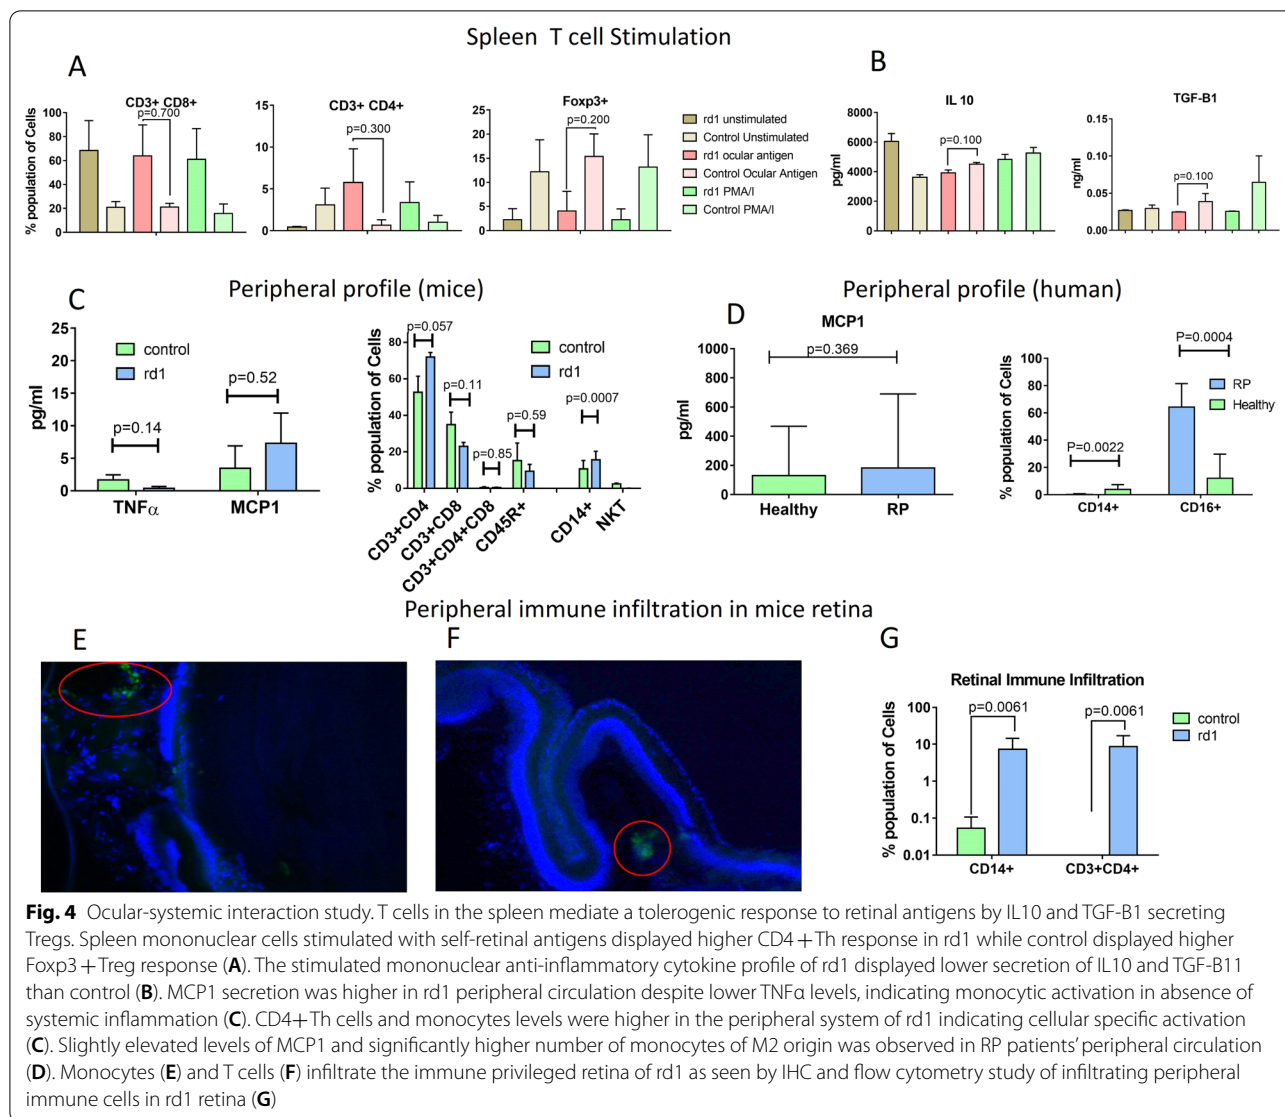 Spleen T cell Stimulation
A
CD3+ CD8+
p=0.700
% population of Cells
100
80
60
40
20
0
CD3+ CD4+
p=0.300
15
10
5
0
Foxp3+
p=0.200
25
20
15
10
5
0
rd1 unstimulated
Control Unstimulated
rd1 ocular antigen
Control Ocular Antigen
rd1 PMA/I
Control PMA/I
B
IL 10
p=0.100
pg/ml
8000
6000
4000
2000
0
TGF-B1
p=0.100
ng/ml
0.15
0.10
0.05
0.00
Peripheral profile (mice)
C
control
rd1
p=0.14
p=0.52
pg/ml
25
20
15
10
5
0
TNFα
MCP1
p=0.057
p=0.11
p=0.85
p=0.59
p=0.0007
control
rd1
% population of Cells
80
60
40
20
0
CD3+CD4
CD3+CD8
CD3+CD4+CD8
CD45R+
CD14+
NKT
Peripheral profile (human)
D
MCP1
p=0.369
pg/ml
1000
800
600
400
200
0
Healthy
RP
P=0.0004
P=0.0022
RP
Healthy
% population of Cells
100
80
60
40
20
0
CD14+
CD16+
Peripheral immune infiltration in mice retina
E
F
G
Retinal Immune Infiltration
p=0.0061
p=0.0061
control
rd1
% population of Cells
100
10
1
0.1
0.01
CD14+
CD3+CD4+
Fig. 4 Ocular-systemic interaction study. T cells in the spleen mediate a tolerogenic response to retinal antigens by IL10 and TGF-B1 secreting
Tregs. Spleen mononuclear cells stimulated with self-retinal antigens displayed higher CD4+Th response in rd1 while control displayed higher
Foxp3+Treg response (A). The stimulated mononuclear anti-inflammatory cytokine profile of rd1 displayed lower secretion of IL10 and TGF-B11
than control (B). MCP1 secretion was higher in rd1 peripheral circulation despite lower TNFα levels, indicating monocytic activation in absence of
systemic inflammation (C). CD4+Th cells and monocytes levels were higher in the peripheral system of rd1 indicating cellular specific activation
(C). Slightly elevated levels of MCP1 and significantly higher number of monocytes of M2 origin was observed in RP patients' peripheral circulation
(D). Monocytes (E) and T cells (F) infiltrate the immune privileged retina of rd1 as seen by IHC and flow cytometry study of infiltrating peripheral
immune cells in rd1 retina (G)